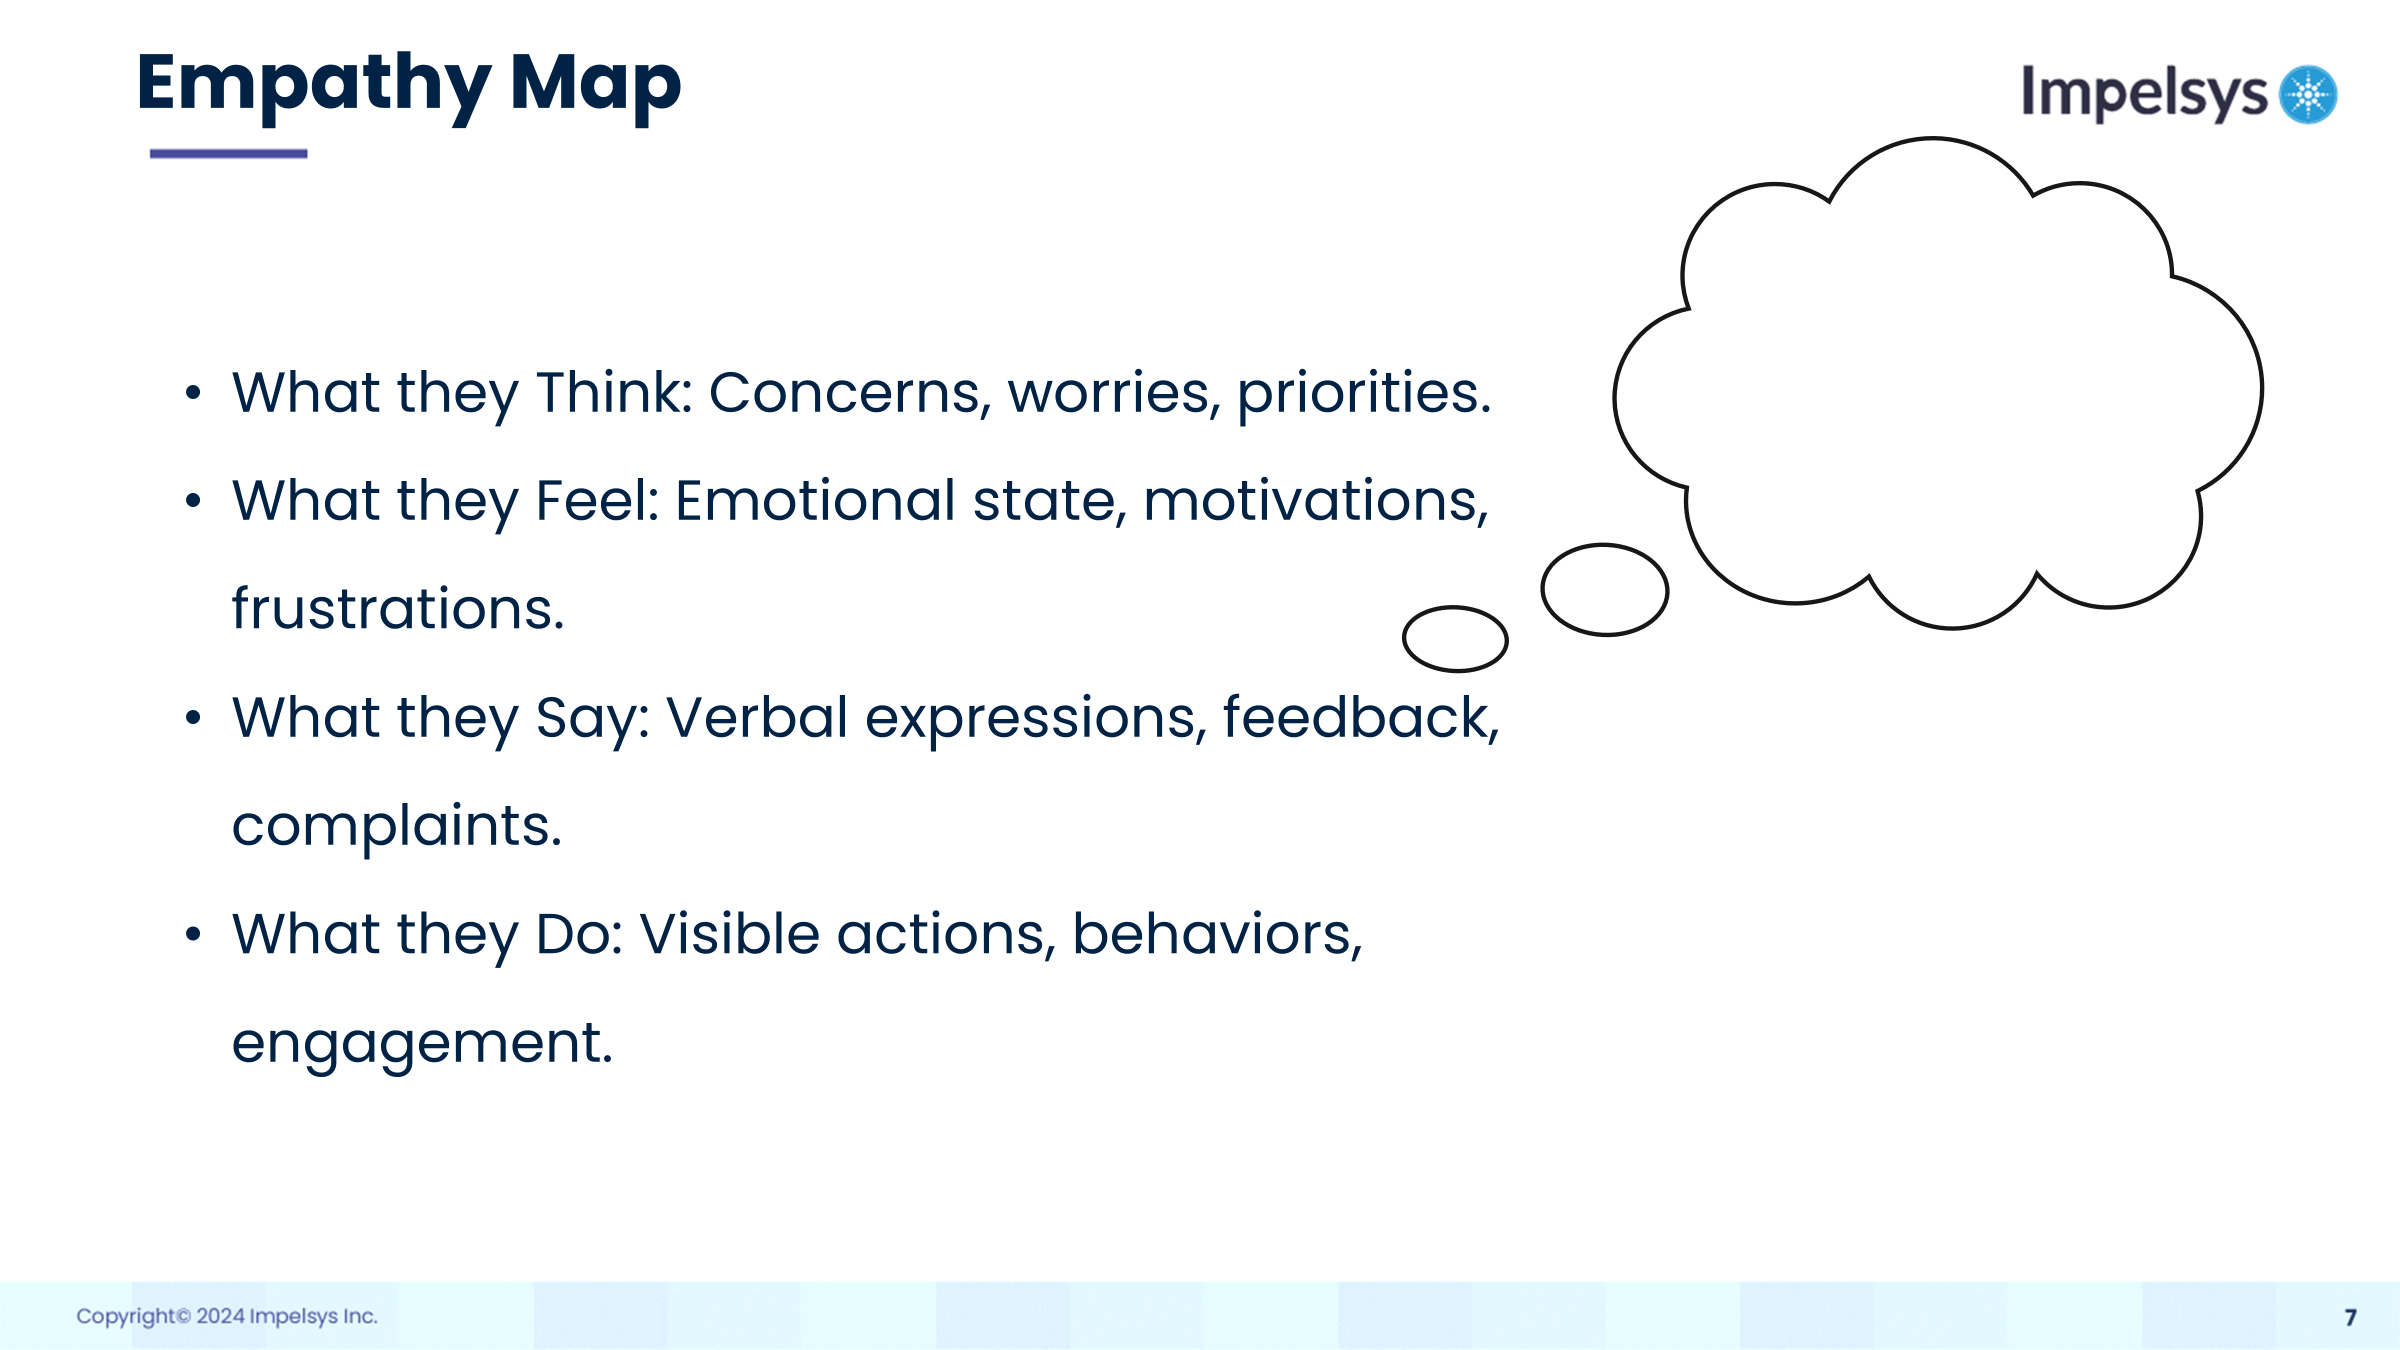 Empathy Map
Impelsys
• What they Think: Concerns, worries, priorities.
• What they Feel: Emotional state, motivations,
frustrations.
• What they Say: Verbal expressions, feedback,
complaints.
• What they Do: Visible actions, behaviors,
engagement.
Copyright© 2024 Impelsys Inc.
7